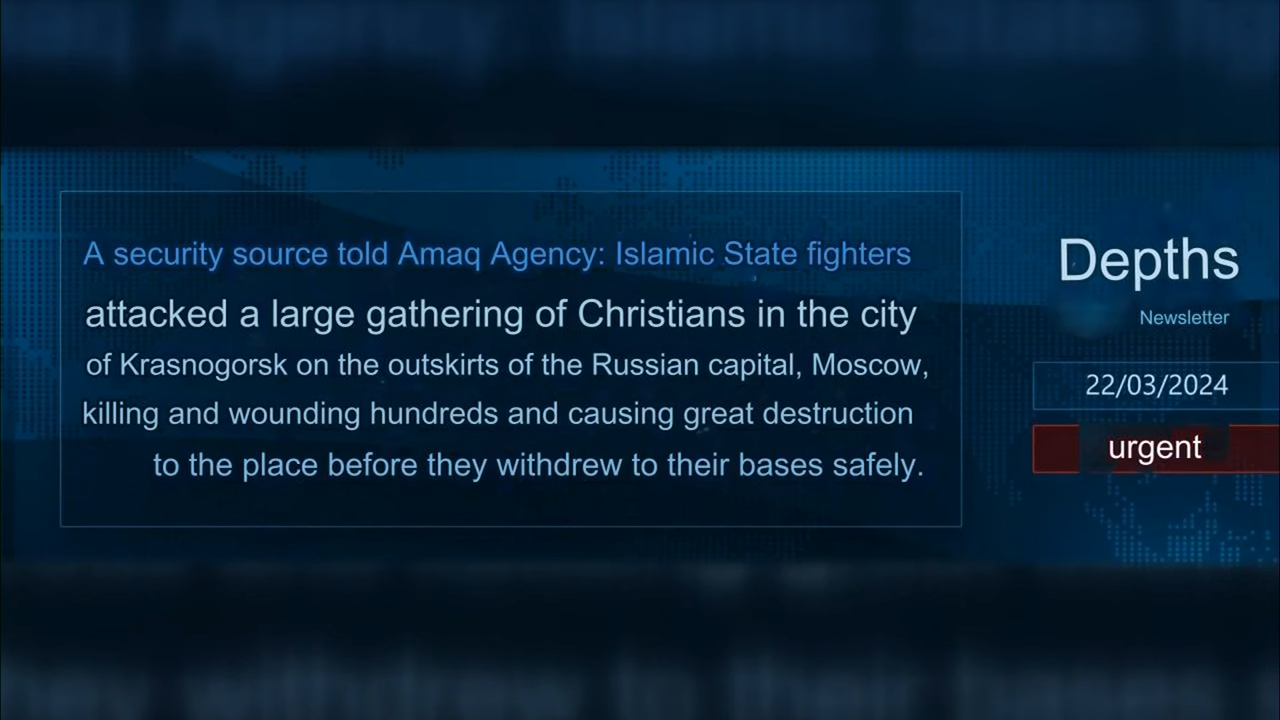 A security source told Amaq Agency: Islamic State fighters
attacked a large gathering of Christians in the city
of Krasnogorsk on the outskirts of the Russian capital, Moscow,
killing and wounding hundreds and causing great destruction
to the place before they withdrew to their bases safely.
Depths
Newsletter
22/03/2024
urgent